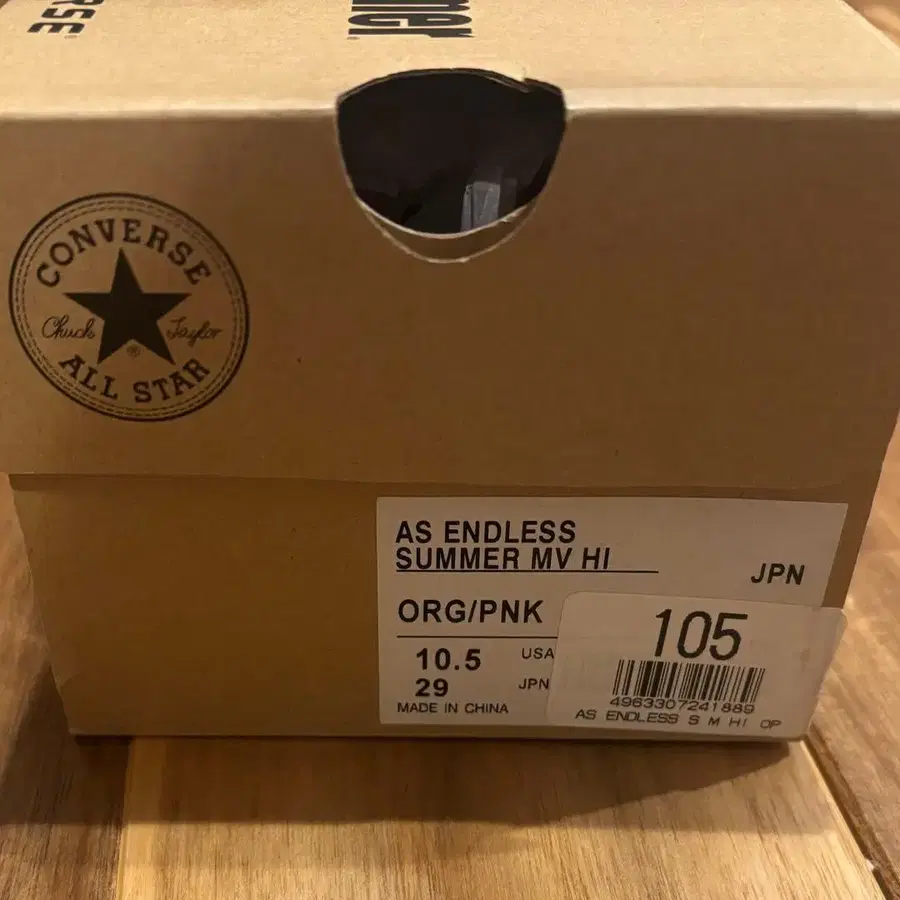 CONVERSE
Chuck Taylor
®
ALL STAR
AS ENDLESS
SUMMER MV HI
JPN
ORG/PNK
10.5 USA
29 JPN
MADE IN CHINA
105
4963307241889
AS ENDLESS S M HI OP